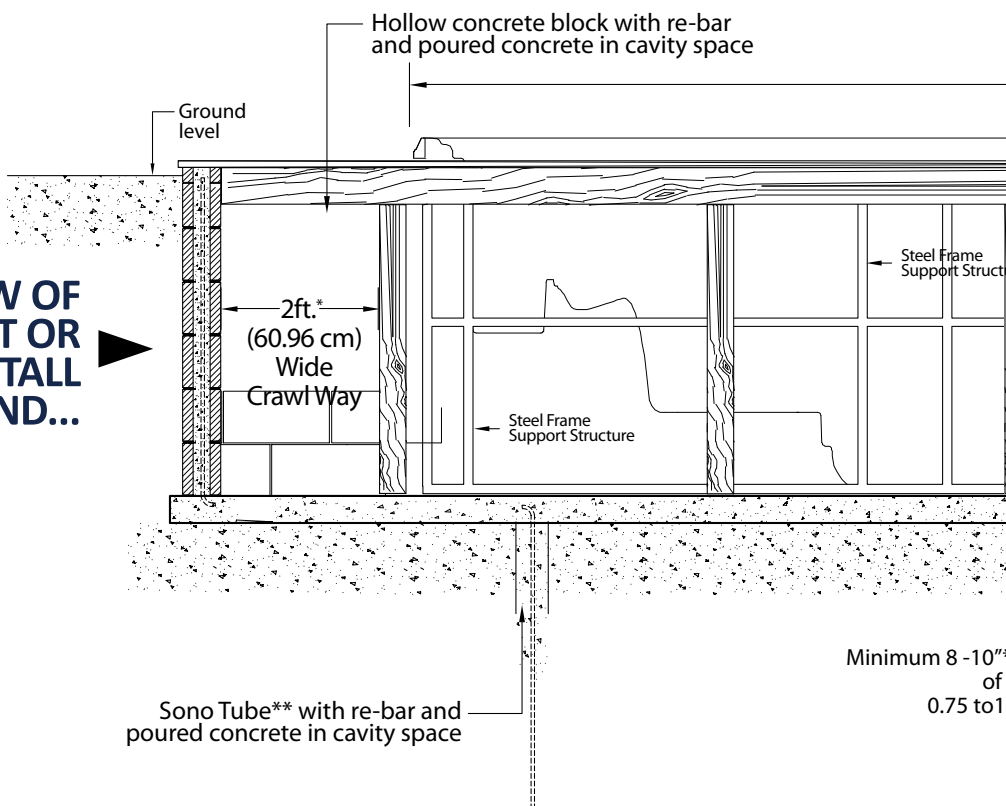 Hollow concrete block with re-bar
and poured concrete in cavity space
Ground
level
W OF
T OR
TALL
ND...
2ft.*
(60.96 cm)
Wide
Crawl Way
Steel Frame
Support Structu
Steel Frame
Support Structure
Minimum 8 -10”*
of
0.75 to1
Sono Tube** with re-bar and
poured concrete in cavity space